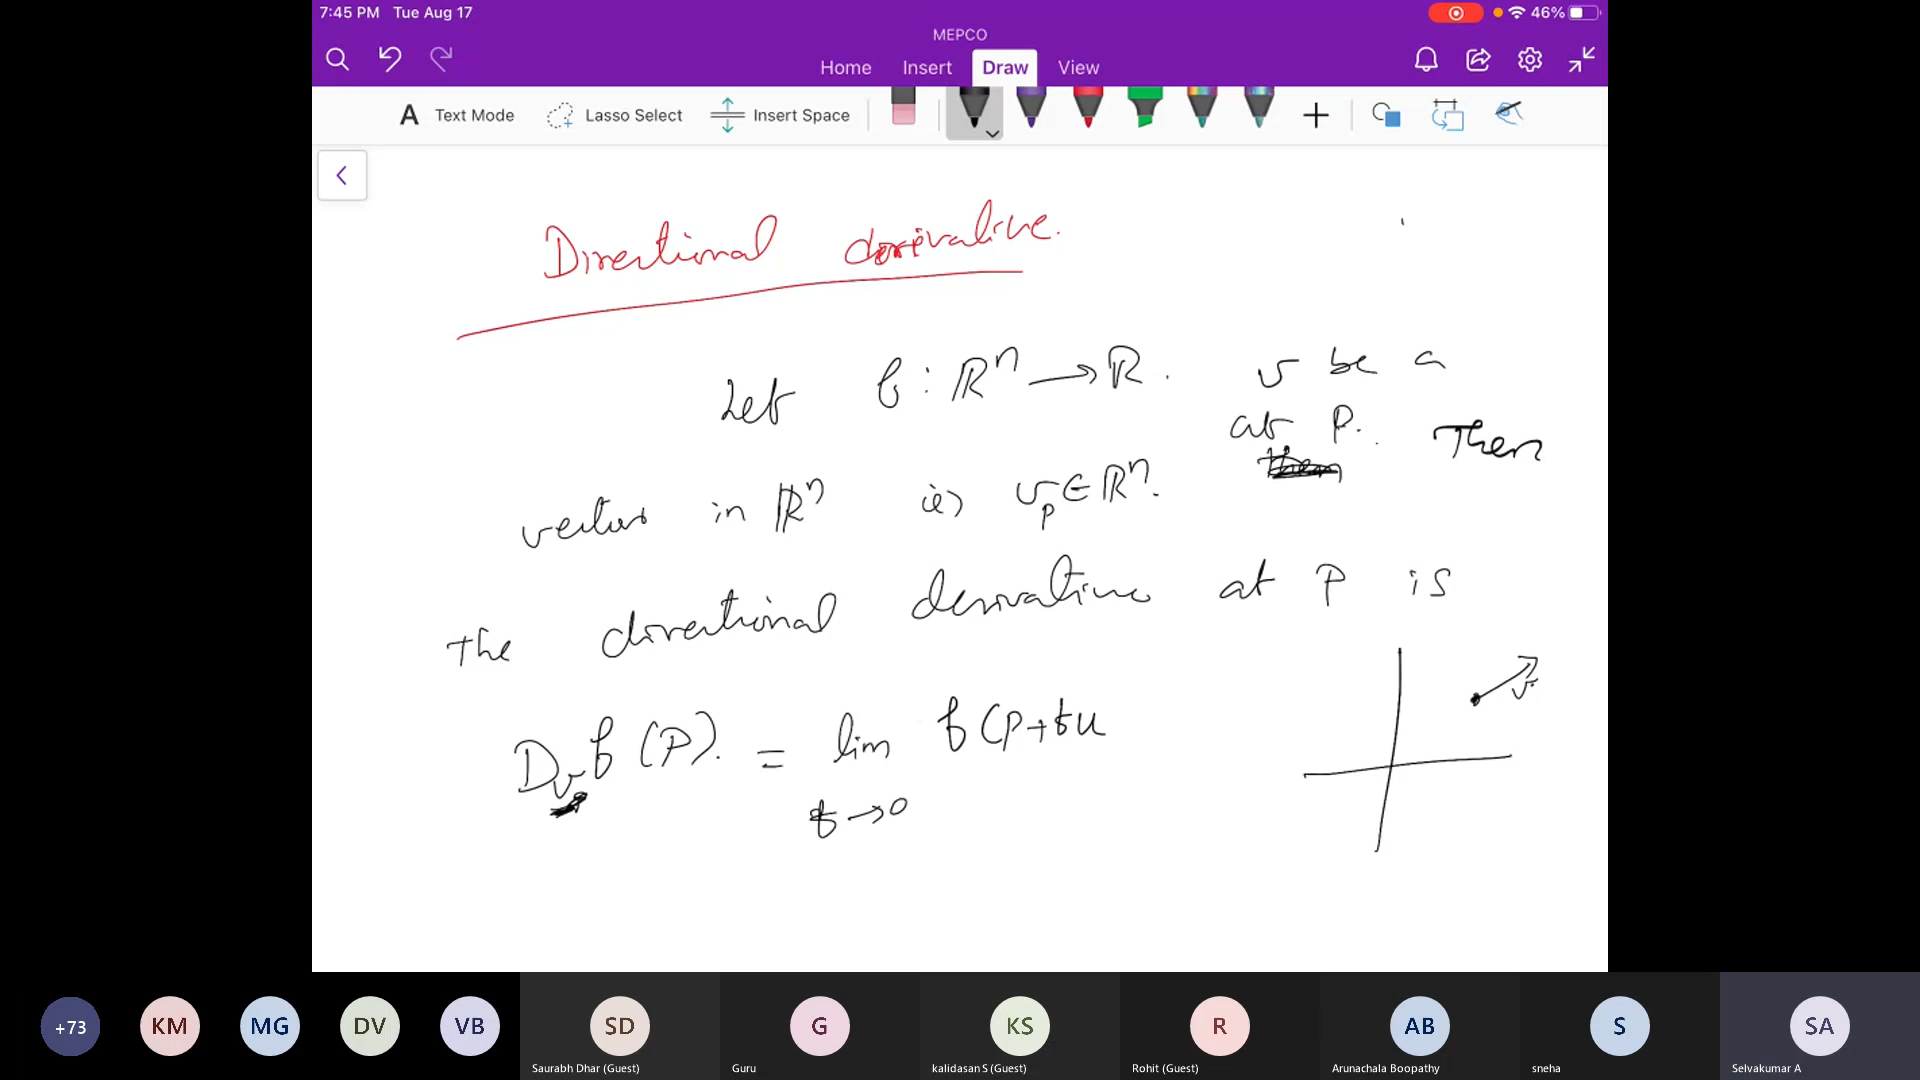 7:45 PM Tue Aug 17
46%
MEPCO
Home Insert Draw View
A Text Mode Lasso Select Insert Space
Directional derivative.
Let f : ℝⁿ → ℝ. v be a
at P. Then
vector in ℝⁿ ie) v_p ∈ ℝⁿ.
the directional derivative at P is
v
D_v f (P). = lim f (P+tu
t→0
+73 KM MG DV VB SD G KS R AB S SA
Saurabh Dhar (Guest) Guru kalidasan S (Guest) Rohit (Guest) Arunachala Boopathy sneha Selvakumar A